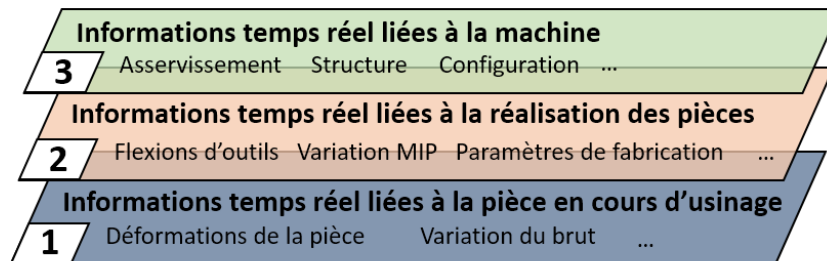 Informations temps réel liées à la machine
3 Asservissement Structure Configuration ...
Informations temps réel liées à la réalisation des pièces
2 Flexions d'outils Variation MIP Paramètres de fabrication ...
Informations temps réel liées à la pièce en cours d'usinage
1 Déformations de la pièce Variation du brut ...